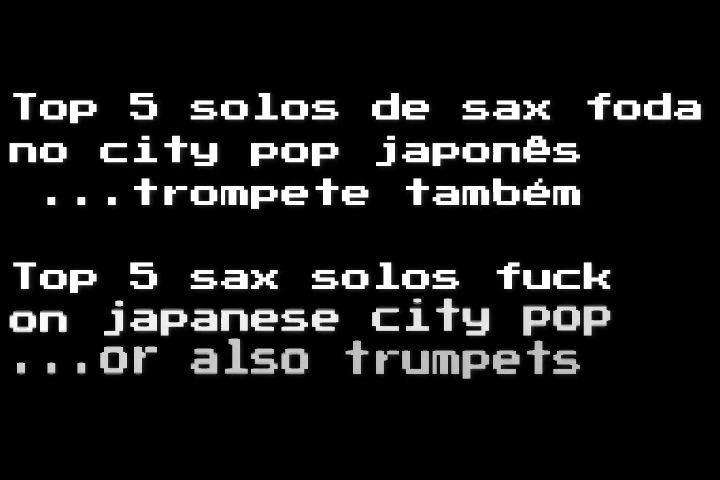 Top 5 solos de sax foda
no city pop japonês
...trompete também
Top 5 sax solos fuck
on japanese city pop
...or also trumpets